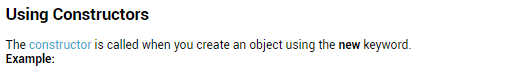 Using Constructors
The constructor is called when you create an object using the new keyword.
Example: